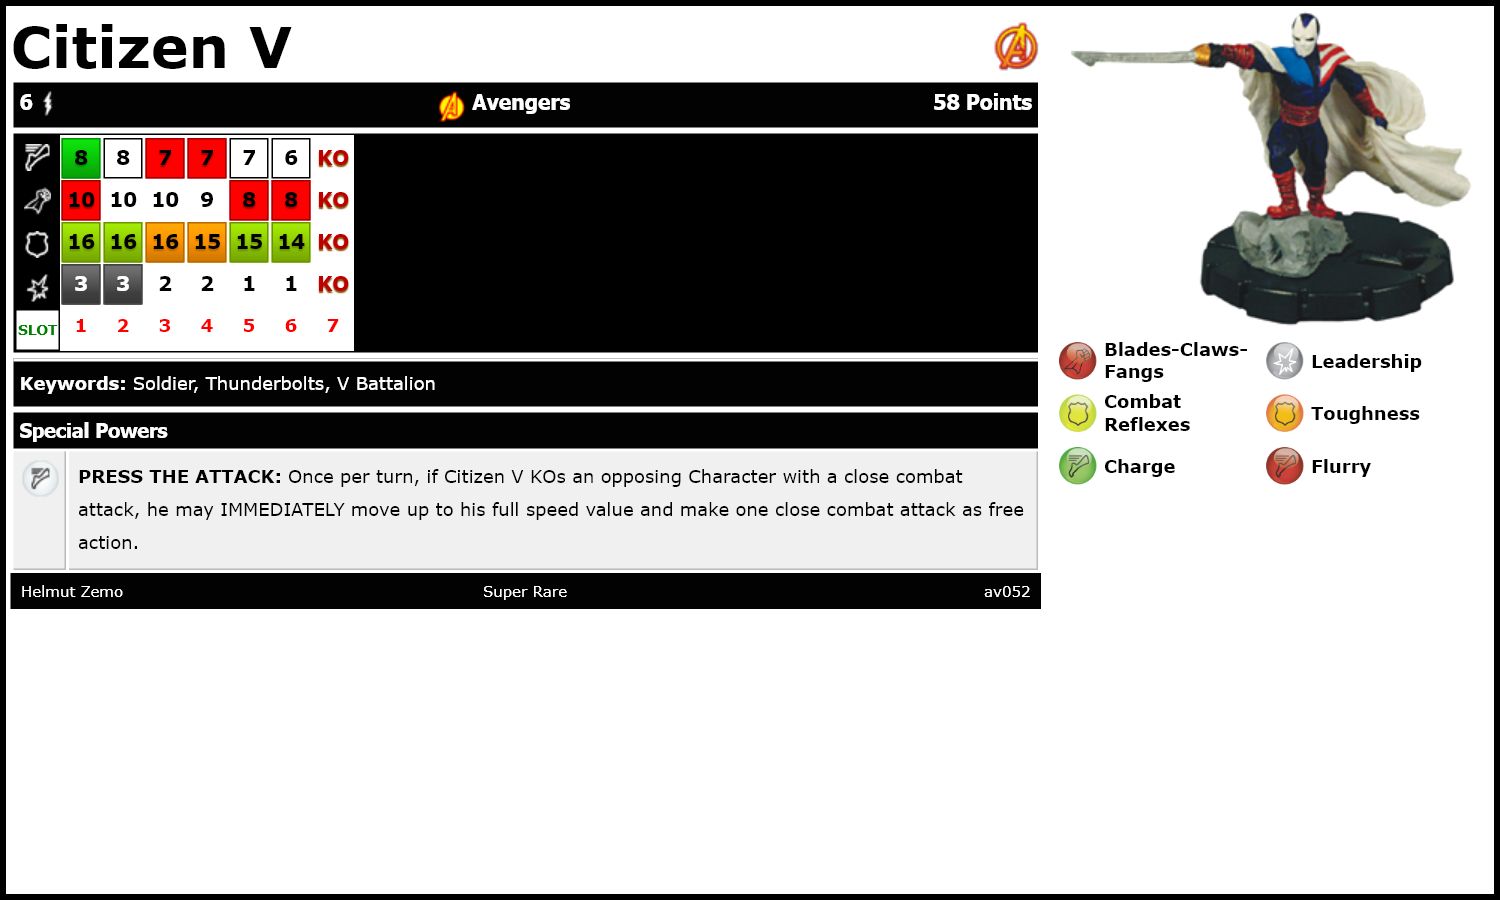 Citizen V
6 Avengers 58 Points
8 8 7 7 7 6 KO
10 10 10 9 8 8 KO
16 16 16 15 15 14 KO
3 3 2 2 1 1 KO
SLOT 1 2 3 4 5 6 7
Keywords: Soldier, Thunderbolts, V Battalion
Special Powers
PRESS THE ATTACK: Once per turn, if Citizen V KOs an opposing Character with a close combat
attack, he may IMMEDIATELY move up to his full speed value and make one close combat attack as free
action.
Helmut Zemo Super Rare av052
Blades-Claws-
Fangs
Leadership
Combat
Reflexes
Toughness
Charge
Flurry